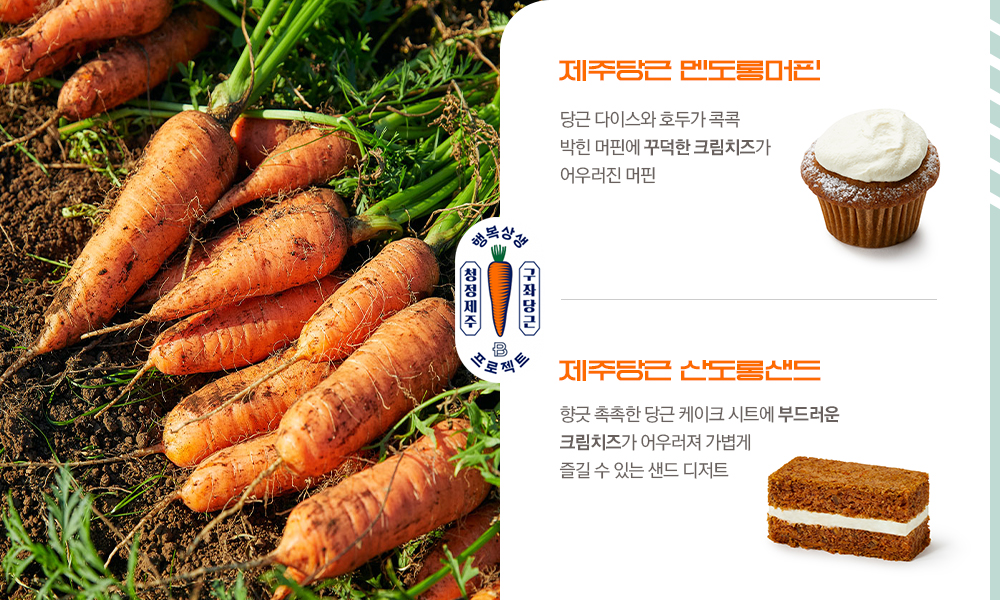 제주당근 멘도롱머핀
당근 다이스와 호두가 콕콕
박힌 머핀에 꾸덕한 크림치즈가
어우러진 머핀
행복상생
청정제주
구좌당근
프로젝트
제주당근 산도롱샌드
향긋 촉촉한 당근 케이크 시트에 부드러운
크림치즈가 어우러져 가볍게
즐길 수 있는 샌드 디저트